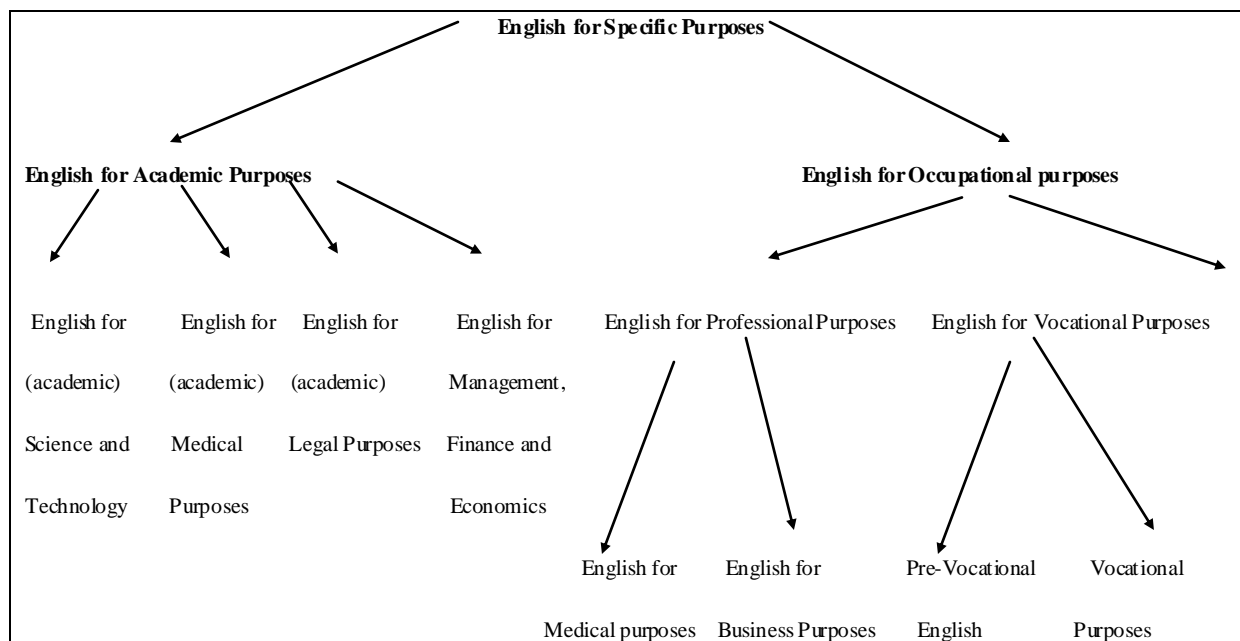 English for Specific Purposes
English for Academic Purposes
English for Occupational purposes
English for
(academic)
Science and
Technology
English for
(academic)
Medical
Purposes
English for
(academic)
Legal Purposes
English for
Management,
Finance and
Economics
English for Professional Purposes
English for Vocational Purposes
English for
Medical purposes
English for
Business Purposes
Pre-Vocational
English
Vocational
Purposes